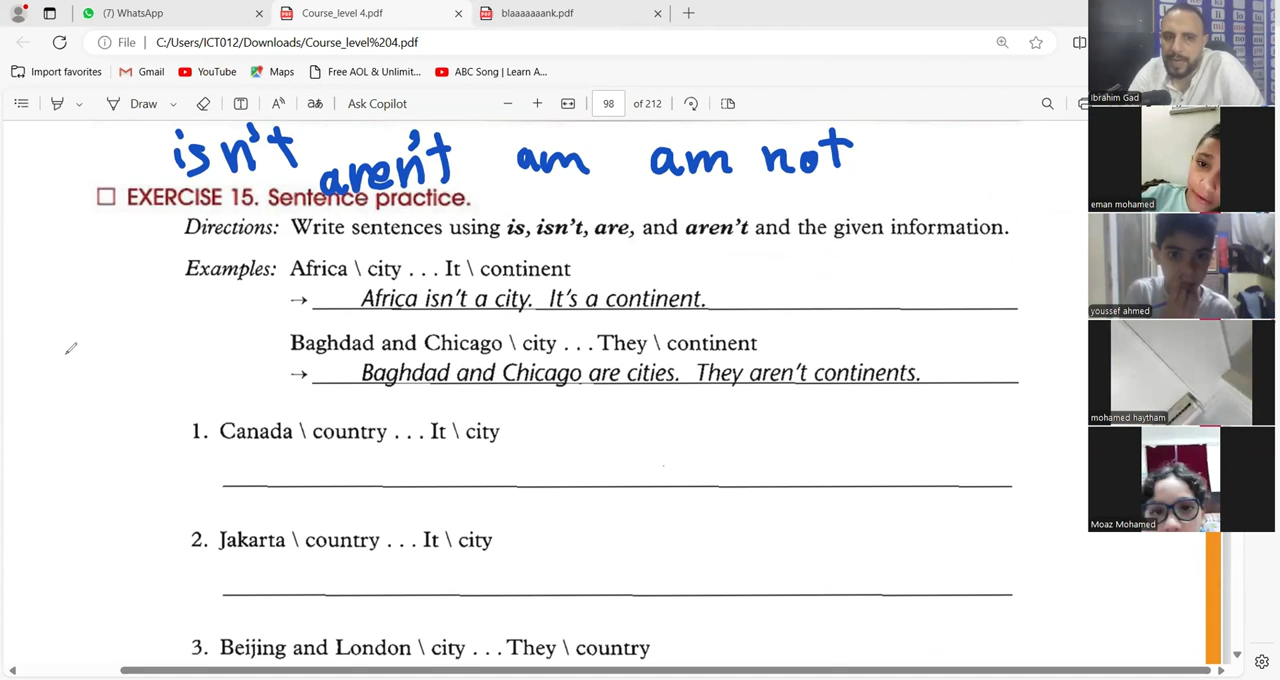 (7) WhatsApp
Course_level 4.pdf
blaaaaaaank.pdf
File C:/Users/ICT012/Downloads/Course_level%204.pdf
Import favorites Gmail YouTube Maps Free AOL & Unlimit... ABC Song | Learn A...
Draw Ask Copilot 98 of 212
isn't aren't am am not
EXERCISE 15. Sentence practice.
Directions: Write sentences using is, isn't, are, and aren't and the given information.
Examples: Africa \ city . . . It \ continent
→ Africa isn't a city. It's a continent.
Baghdad and Chicago \ city . . . They \ continent
→ Baghdad and Chicago are cities. They aren't continents.
1. Canada \ country . . . It \ city
2. Jakarta \ country . . . It \ city
3. Beijing and London \ city . . . They \ country
Ibrahim Gad
eman mohamed
youssef ahmed
mohamed haytham
Moaz Mohamed